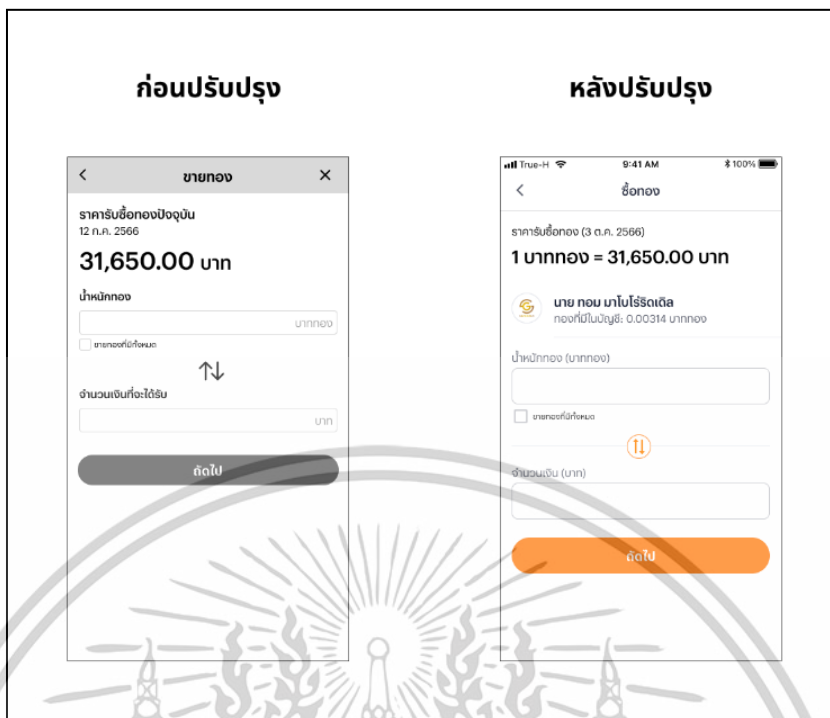 ก่อนปรับปรุง
หลังปรับปรุง
ขายทอง
ราคารับซื้อทองปัจจุบัน
12 ก.ค. 2566
31,650.00 บาท
น้ำหนักทอง
บาททอง
ขายทองที่มีทั้งหมด
จำนวนเงินที่จะได้รับ
บาท
ถัดไป
True-H
9:41 AM
100%
ซื้อทอง
ราคารับซื้อทอง (3 ต.ค. 2566)
1 บาททอง = 31,650.00 บาท
นาย ทอม มาโบโร่ริดเดิล
ทองที่มีในบัญชี: 0.00314 บาททอง
น้ำหนักทอง (บาททอง)
ขายทองที่มีทั้งหมด
จำนวนเงิน (บาท)
ถัดไป